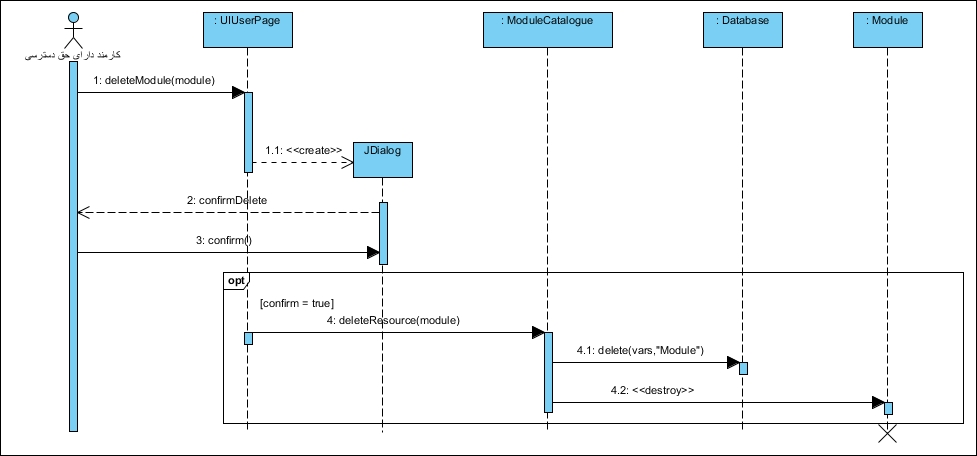 : UIUserPage
: ModuleCatalogue
: Database
: Module
کارمند دارای حق دسترسی
1: deleteModule(module)
1.1: <<create>>
JDialog
2: confirmDelete
3: confirm()
opt
[confirm = true]
4: deleteResource(module)
4.1: delete(vars,"Module")
4.2: <<destroy>>